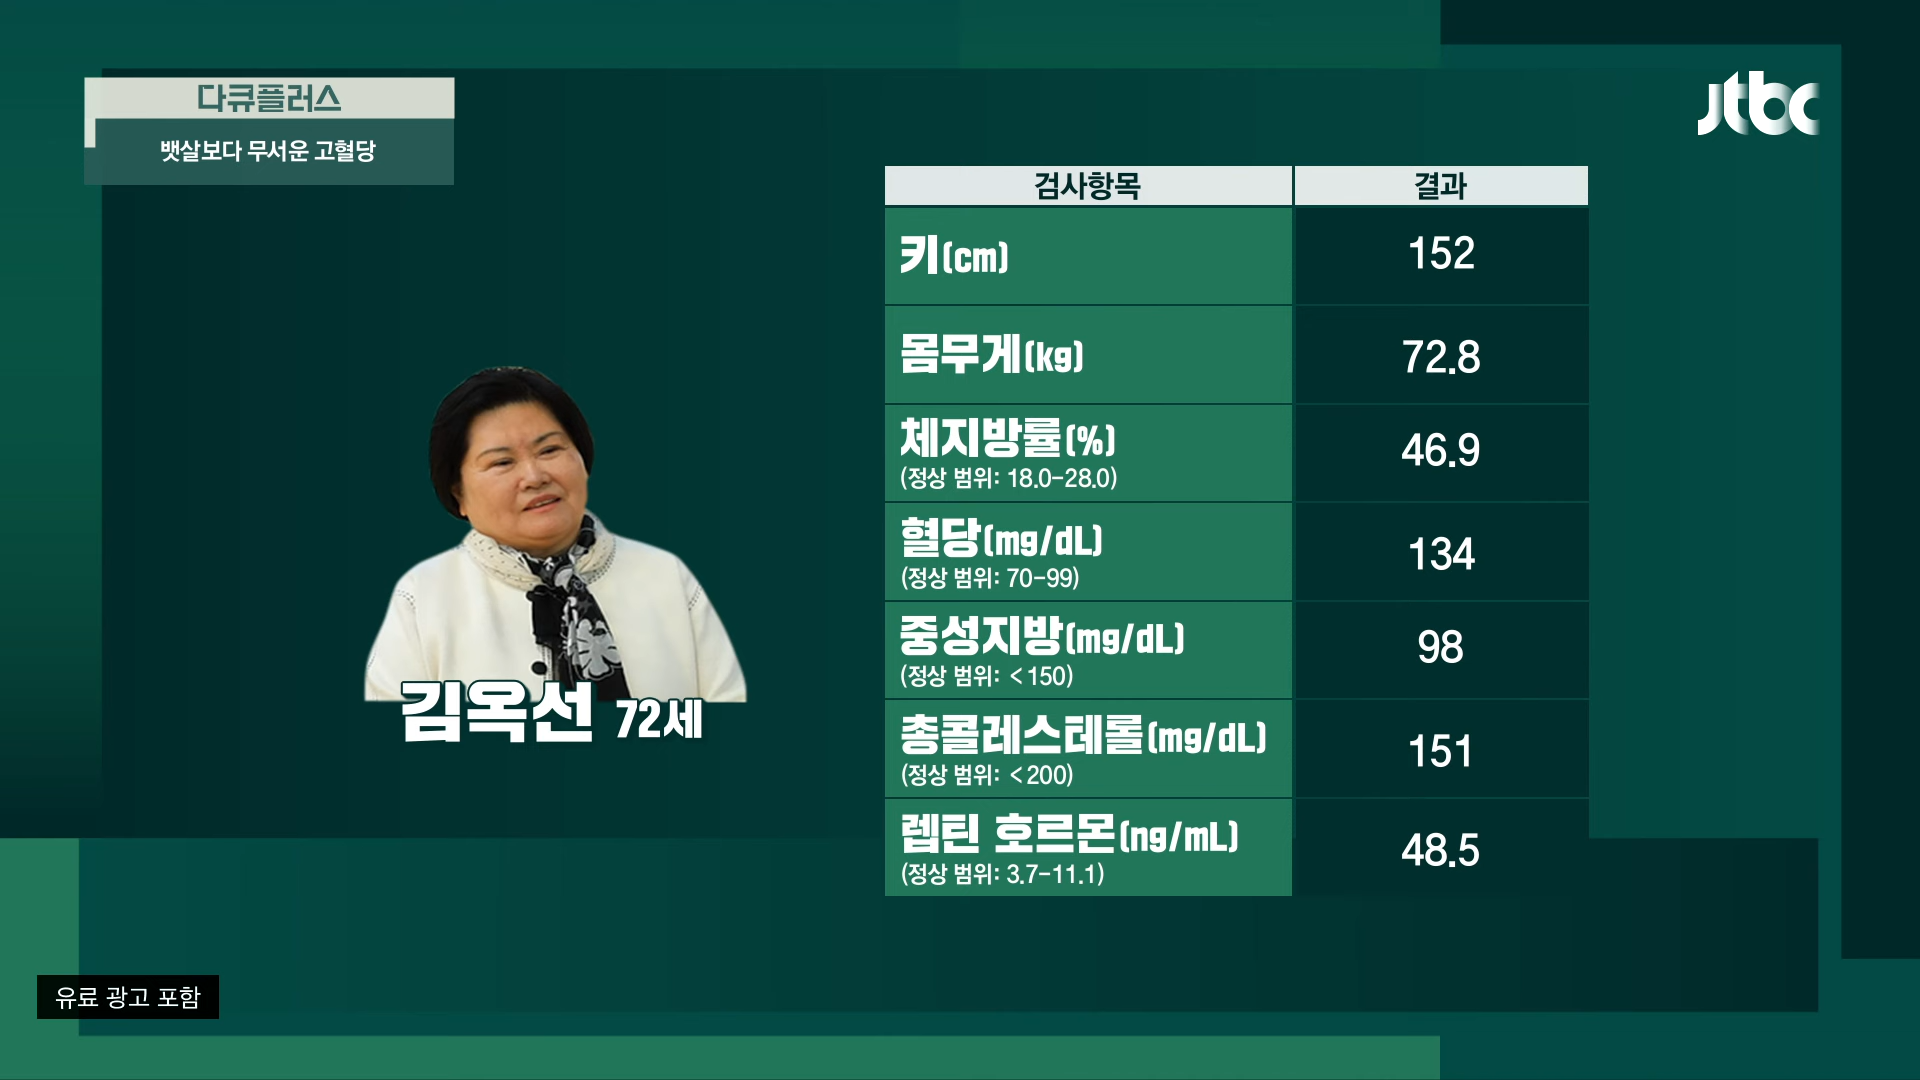 다큐플러스
뱃살보다 무서운 고혈당
jtbc
검사항목 결과
키(cm) 152
몸무게(kg) 72.8
체지방률(%) 46.9
(정상 범위: 18.0-28.0)
혈당(mg/dL) 134
(정상 범위: 70-99)
중성지방(mg/dL) 98
(정상 범위: <150)
총콜레스테롤(mg/dL) 151
(정상 범위: <200)
렙틴 호르몬(ng/mL) 48.5
(정상 범위: 3.7-11.1)
김옥선 72세
유료 광고 포함